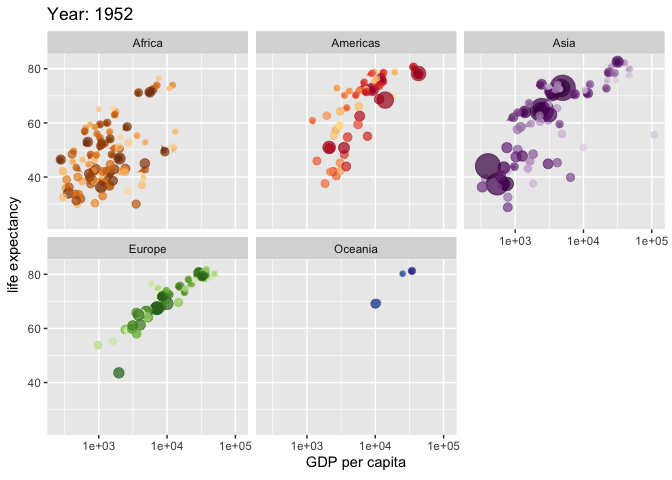 Year: 1952
Africa
Americas
Asia
80
60
40
1e+03 1e+04 1e+05
life expectancy
Europe
Oceania
80
60
40
1e+03 1e+04 1e+05
1e+03 1e+04 1e+05
GDP per capita